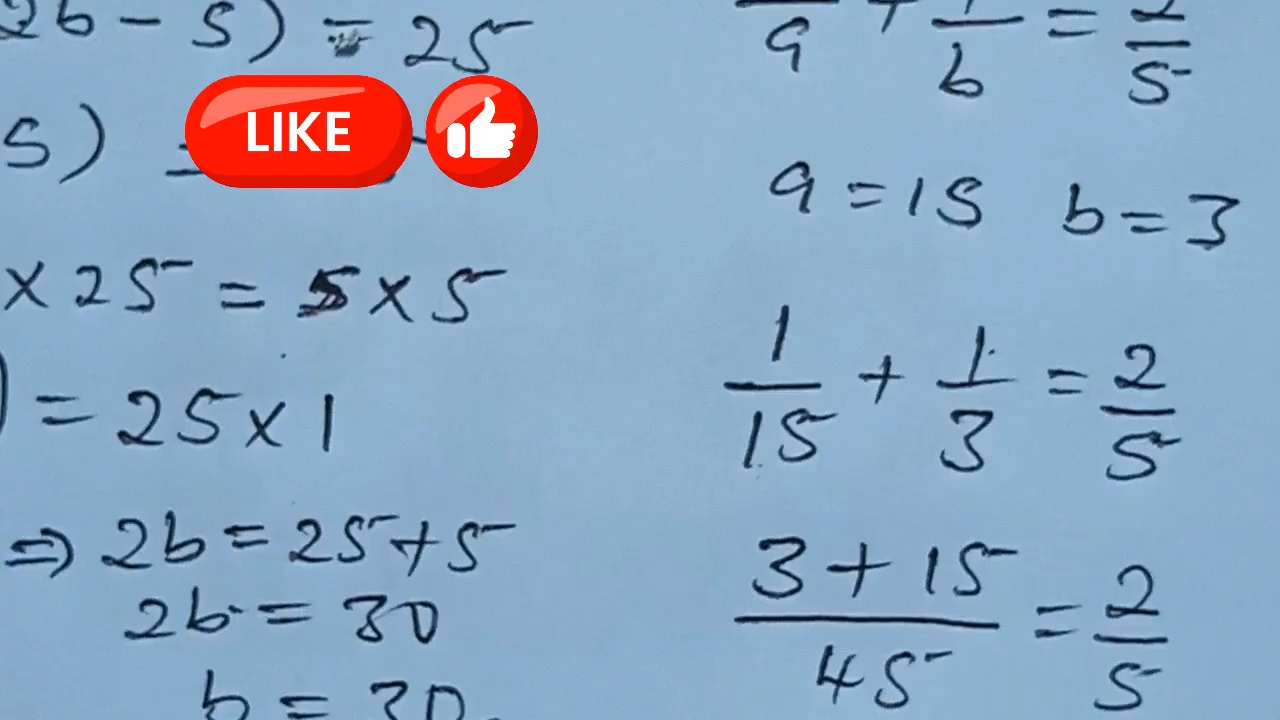 2b - 5) = 25
5) =
LIKE
x 25 = 5 x 5
) = 25 x 1
⇒ 2b = 25 + 5
2b = 30
b = 30
1/a + 1/b = 2/5
a = 15 b = 3
1/15 + 1/3 = 2/5
3 + 15/45 = 2/5